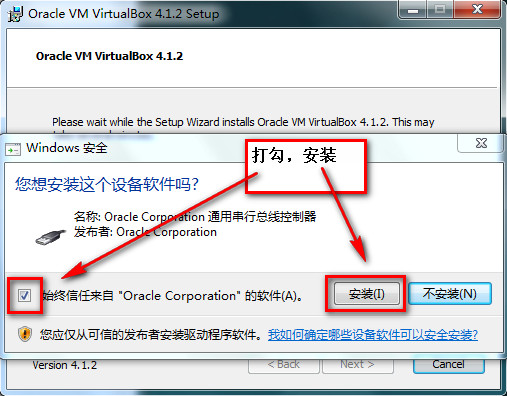 Oracle VM VirtualBox 4.1.2 Setup
Oracle VM VirtualBox 4.1.2
Please wait while the Setup Wizard installs Oracle VM VirtualBox 4.1.2. This may
Windows 安全
打勾，安装
您想安装这个设备软件吗?
名称: Oracle Corporation 通用串行总线控制器
发布者: Oracle Corporation
始终信任来自 "Oracle Corporation" 的软件(A)。
安装(I)
不安装(N)
您应仅从可信的发布者安装驱动程序软件。我如何确定哪些设备软件可以安全安装?
Version 4.1.2
< Back
Next >
Cancel